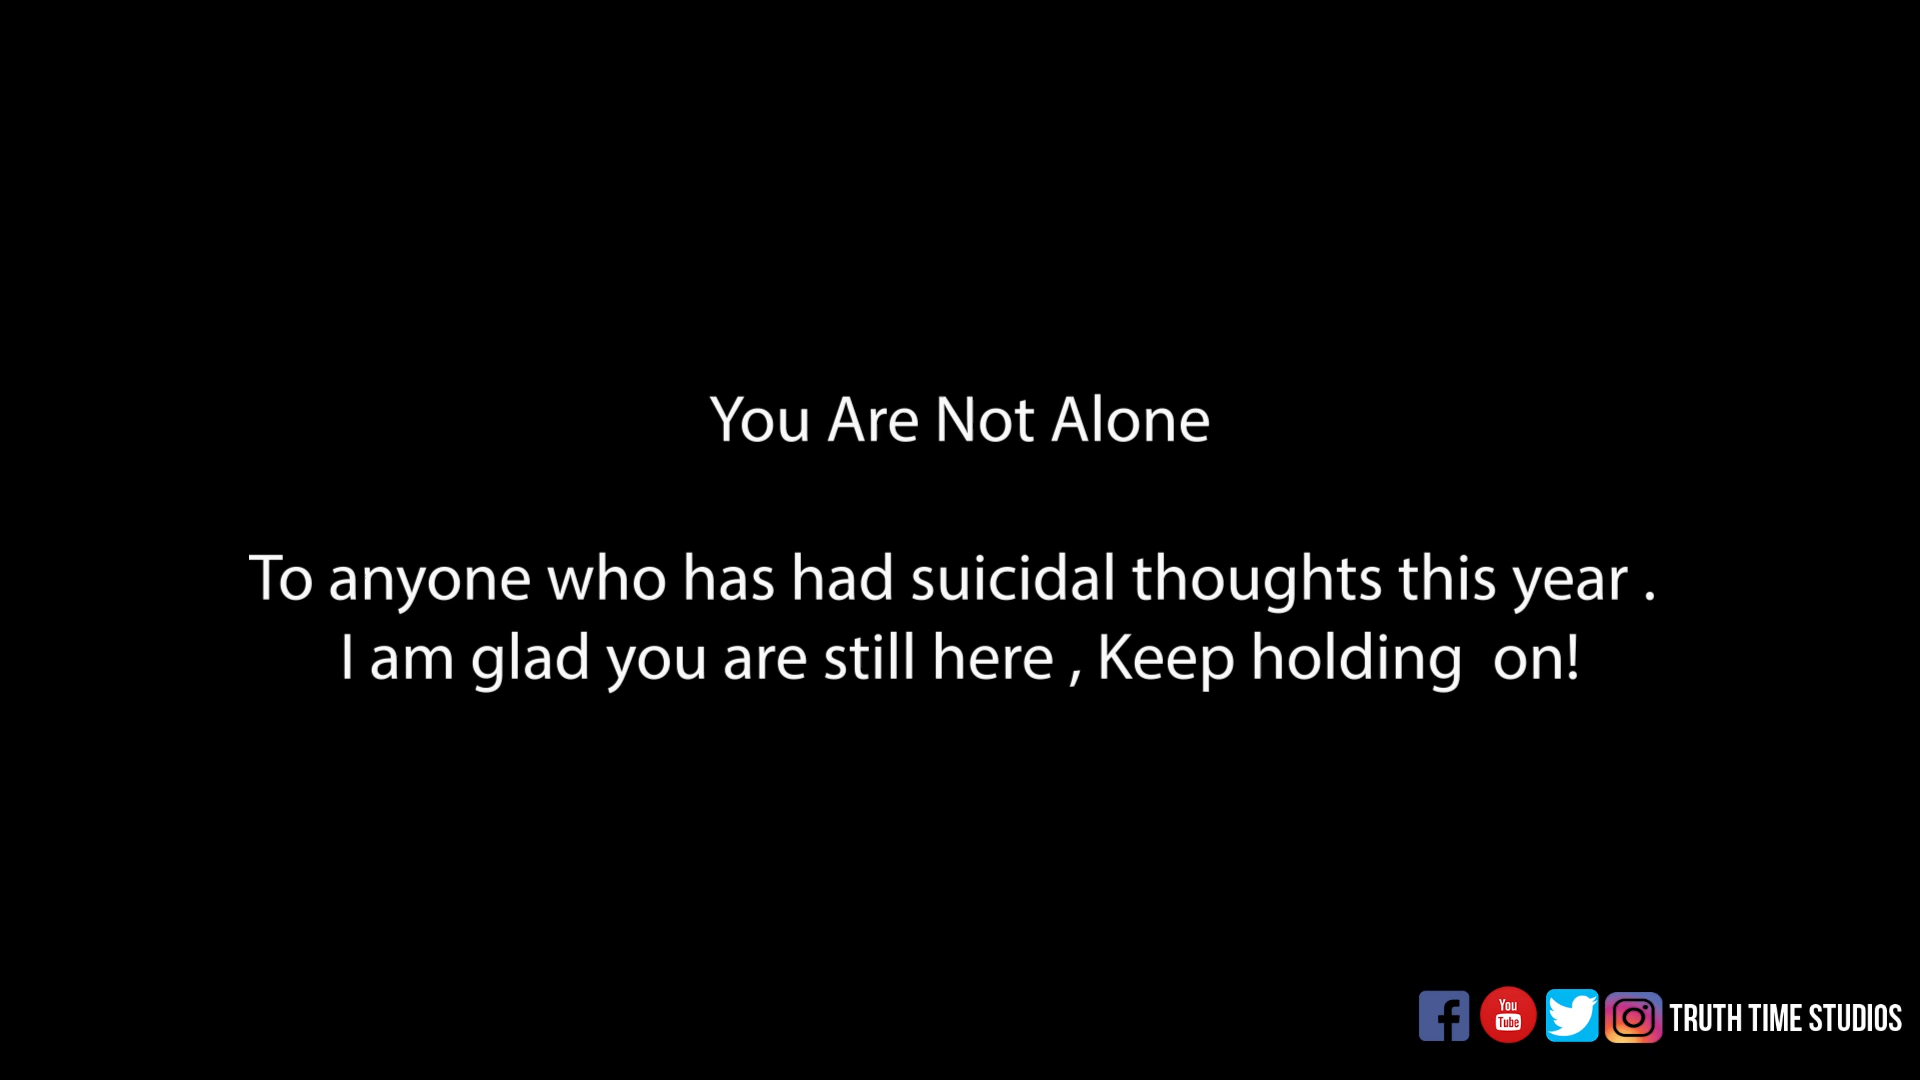 You Are Not Alone
To anyone who has had suicidal thoughts this year .
I am glad you are still here , Keep holding  on!
You
Tube
TRUTH TIME STUDIOS